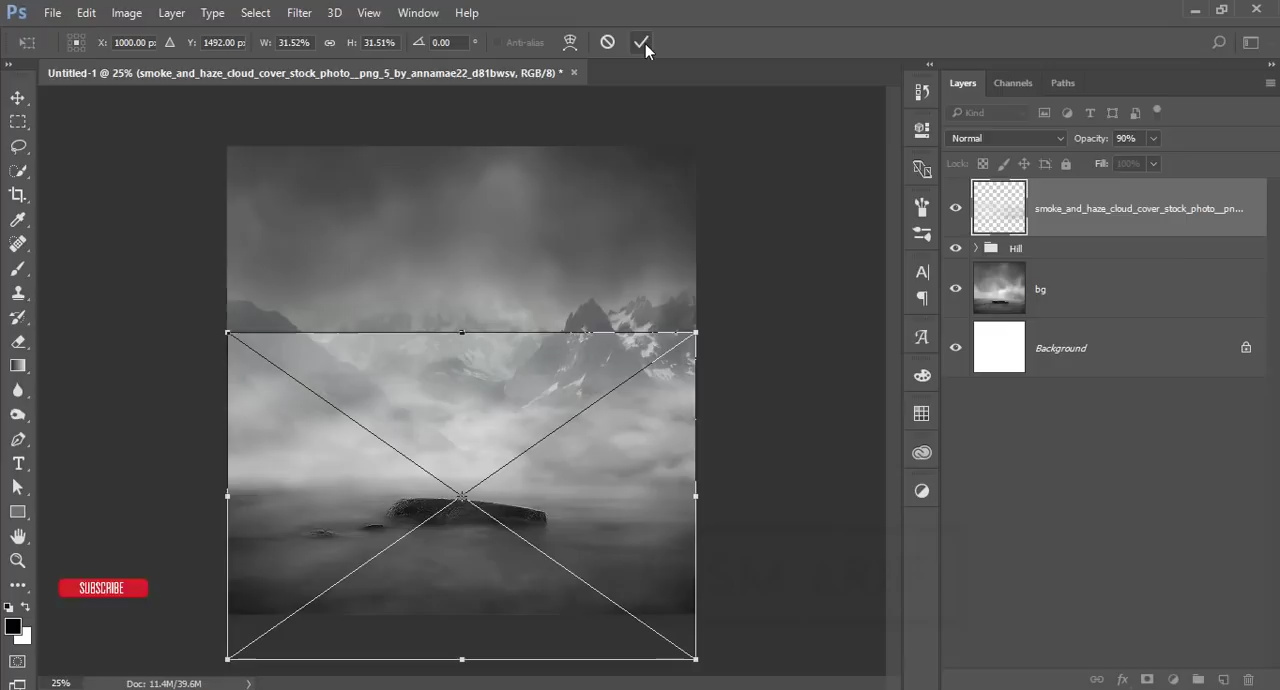 Ps File Edit Image Layer Type Select Filter 3D View Window Help
X: 1000.00 p: Y: 1492.00 p: W: 31.52% H: 31.51% 0.00 ° Anti-alias
Untitled-1 @ 25% (smoke_and_haze_cloud_cover_stock_photo__png_5_by_annamae22_d81bwsv, RGB/8) * ×
Layers Channels Paths
Kind
Normal Opacity: 90%
Lock: Fill: 100%
smoke_and_haze_cloud_cover_stock_photo__pn...
Hill
bg
Background
SUBSCRIBE
25% Doc: 11.4M/39.6M